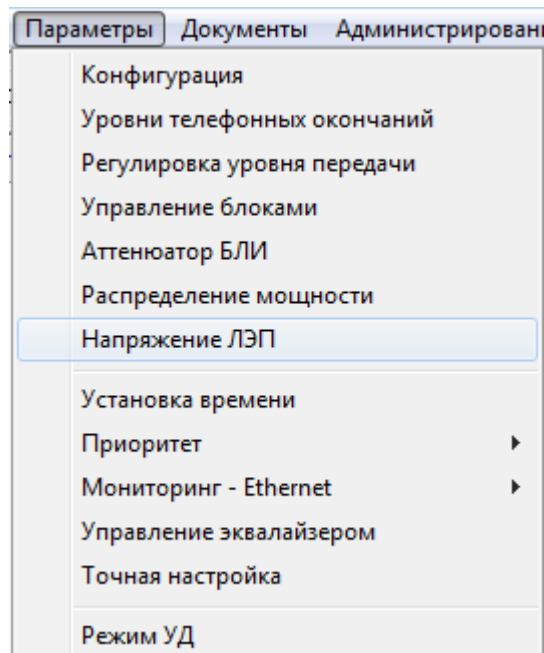 Параметры Документы Администрирован
Конфигурация
Уровни телефонных окончаний
Регулировка уровня передачи
Управление блоками
Аттенюатор БЛИ
Распределение мощности
Напряжение ЛЭП
Установка времени
Приоритет
Мониторинг - Ethernet
Управление эквалайзером
Точная настройка
Режим УД